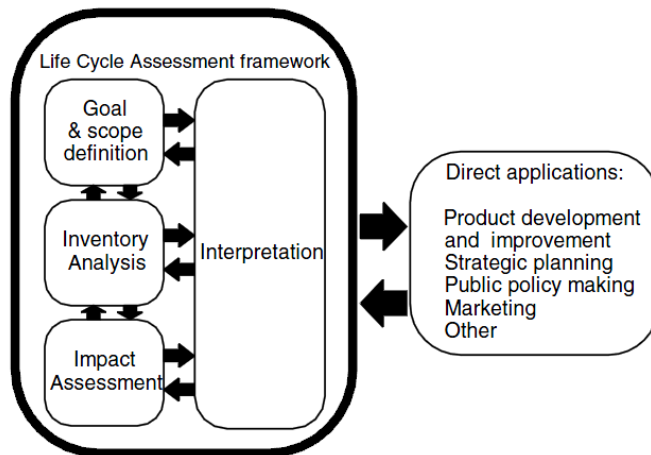 Life Cycle Assessment framework
Goal
& scope
definition
Inventory
Analysis
Impact
Assessment
Interpretation
Direct applications:
Product development
and improvement
Strategic planning
Public policy making
Marketing
Other